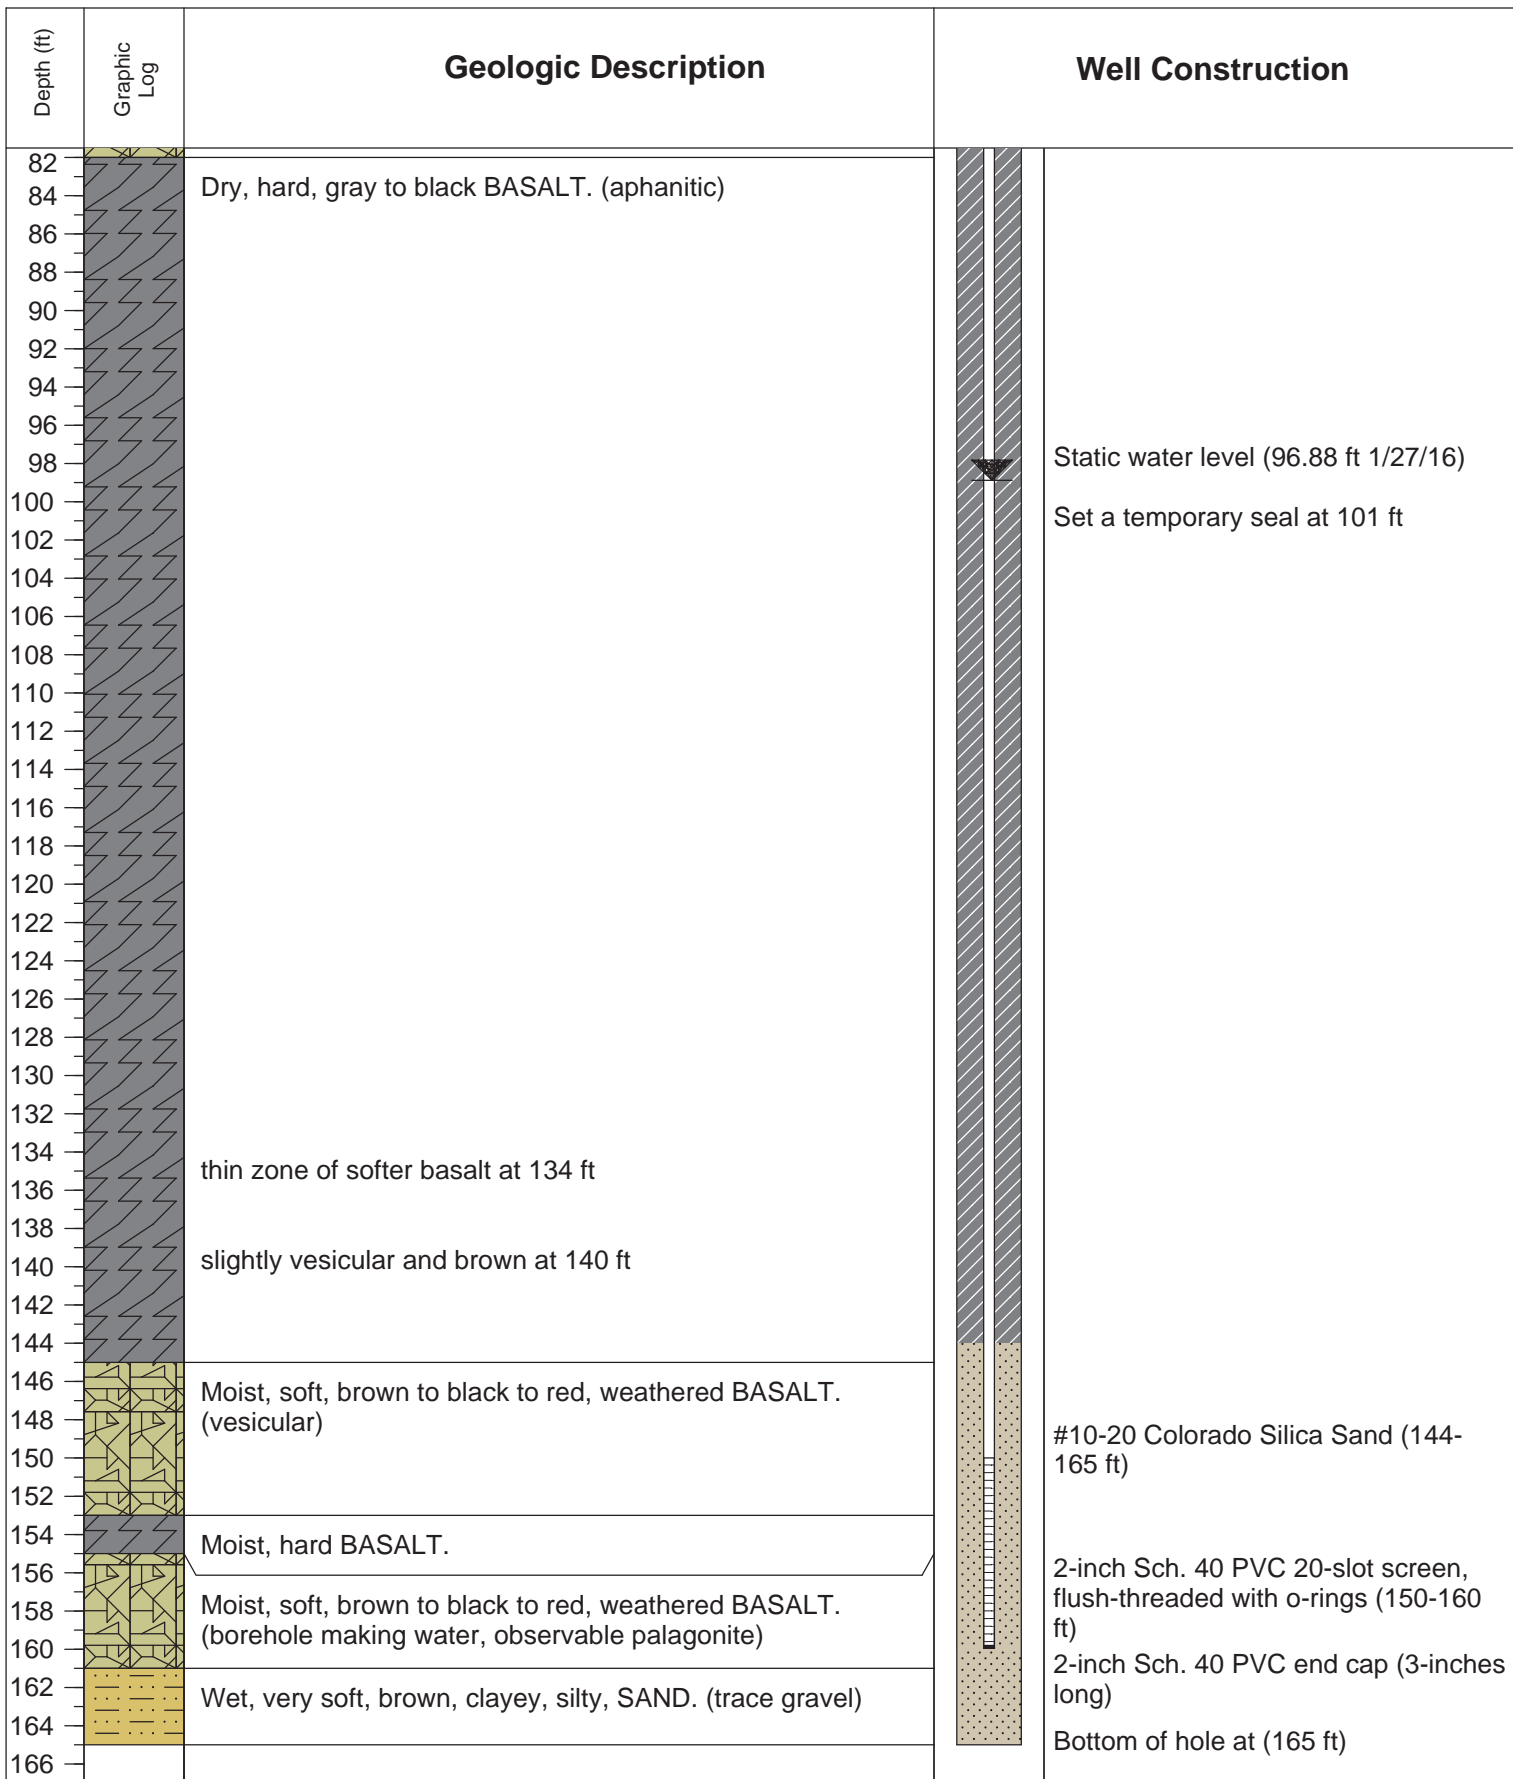 Depth (ft)
Graphic
Log
Geologic Description
Well Construction
82
84
86
88
90
92
94
96
98
100
102
104
106
108
110
112
114
116
118
120
122
124
126
128
130
132
134
136
138
140
142
144
146
148
150
152
154
156
158
160
162
164
166
Dry, hard, gray to black BASALT. (aphanitic)
thin zone of softer basalt at 134 ft
slightly vesicular and brown at 140 ft
Moist, soft, brown to black to red, weathered BASALT.
(vesicular)
Moist, hard BASALT.
Moist, soft, brown to black to red, weathered BASALT.
(borehole making water, observable palagonite)
Wet, very soft, brown, clayey, silty, SAND. (trace gravel)
Static water level (96.88 ft 1/27/16)
Set a temporary seal at 101 ft
#10-20 Colorado Silica Sand (144-
165 ft)
2-inch Sch. 40 PVC 20-slot screen,
flush-threaded with o-rings (150-160
ft)
2-inch Sch. 40 PVC end cap (3-inches
long)
Bottom of hole at (165 ft)